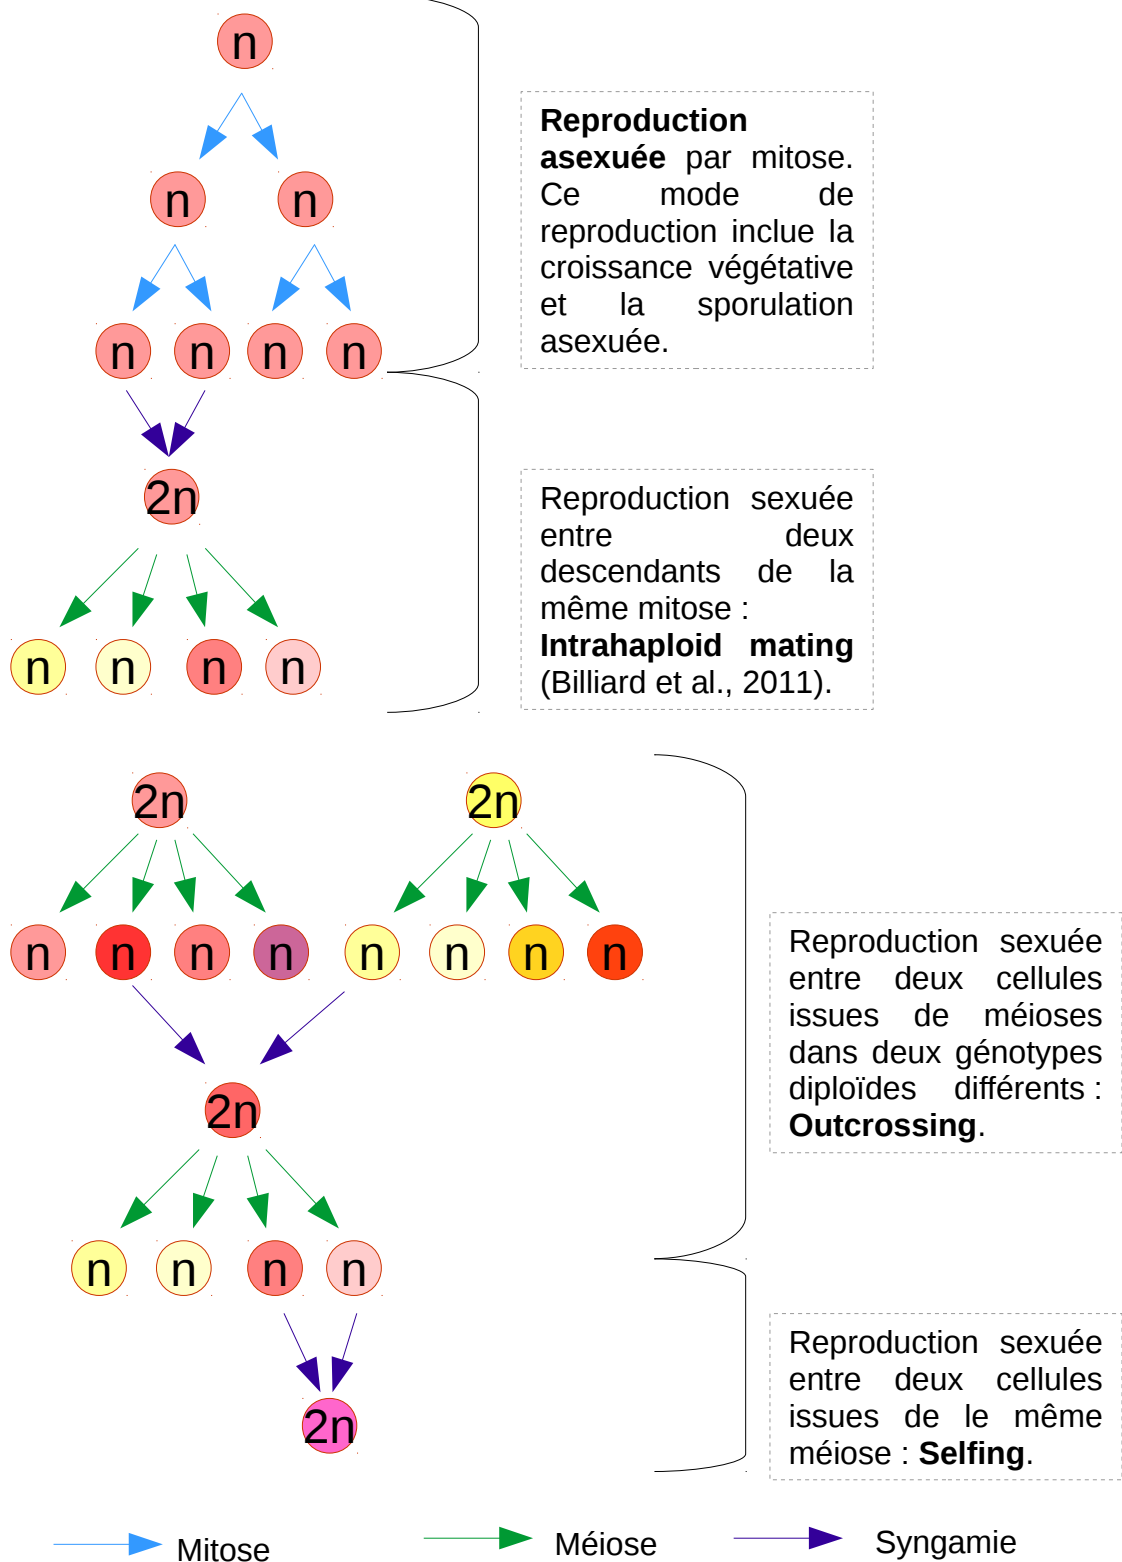 n
Reproduction
asexuée par mitose.
Ce mode de
reproduction inclue la
croissance végétative
et la sporulation
asexuée.
n n
n n n n
2n
Reproduction sexuée
entre deux
descendants de la
même mitose :
Intrahaploid mating
(Billiard et al., 2011).
n n n n
2n 2n
n n n n n n n n
Reproduction sexuée
entre deux cellules
issues de méioses
dans deux génotypes
diploïdes différents :
Outcrossing.
2n
n n n n
Reproduction sexuée
entre deux cellules
issues de le même
méiose : Selfing.
2n
Mitose Méiose Syngamie